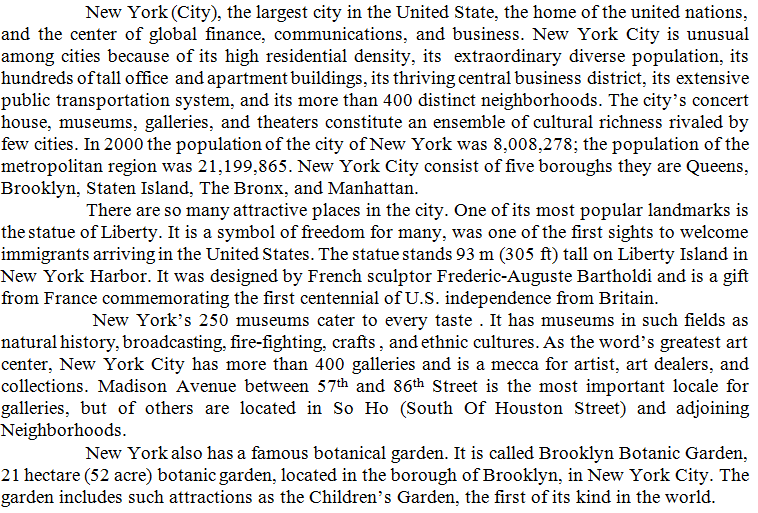 New York (City), the largest city in the United State, the home of the united nations,
and the center of global finance, communications, and business. New York City is unusual
among cities because of its high residential density, its extraordinary diverse population, its
hundreds of tall office and apartment buildings, its thriving central business district, its extensive
public transportation system, and its more than 400 distinct neighborhoods. The city's concert
house, museums, galleries, and theaters constitute an ensemble of cultural richness rivaled by
few cities. In 2000 the population of the city of New York was 8,008,278; the population of the
metropolitan region was 21,199,865. New York City consist of five boroughs they are Queens,
Brooklyn, Staten Island, The Bronx, and Manhattan.
There are so many attractive places in the city. One of its most popular landmarks is
the statue of Liberty. It is a symbol of freedom for many, was one of the first sights to welcome
immigrants arriving in the United States. The statue stands 93 m (305 ft) tall on Liberty Island in
New York Harbor. It was designed by French sculptor Frederic-Auguste Bartholdi and is a gift
from France commemorating the first centennial of U.S. independence from Britain.
New York's 250 museums cater to every taste . It has museums in such fields as
natural history, broadcasting, fire-fighting, crafts , and ethnic cultures. As the word's greatest art
center, New York City has more than 400 galleries and is a mecca for artist, art dealers, and
collections. Madison Avenue between 57th and 86th Street is the most important locale for
galleries, but of others are located in So Ho (South Of Houston Street) and adjoining
Neighborhoods.
New York also has a famous botanical garden. It is called Brooklyn Botanic Garden,
21 hectare (52 acre) botanic garden, located in the borough of Brooklyn, in New York City. The
garden includes such attractions as the Children's Garden, the first of its kind in the world.